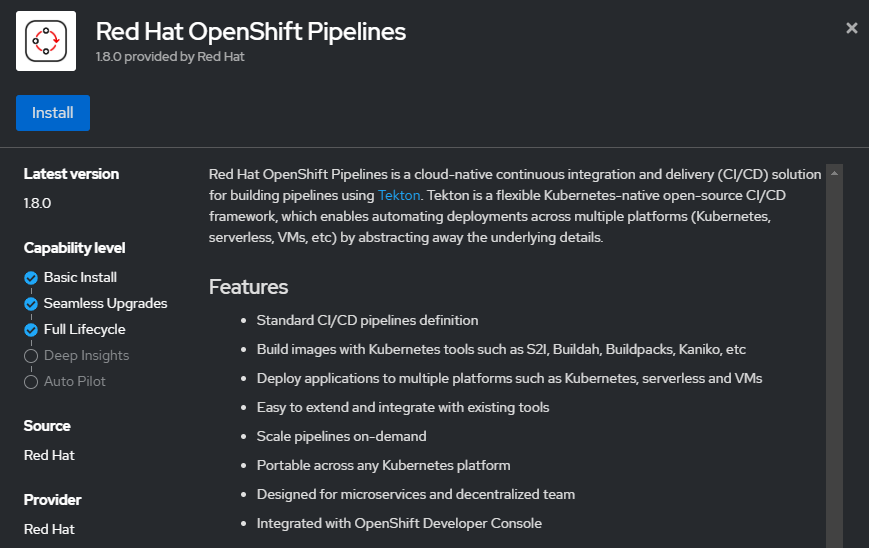 Red Hat OpenShift Pipelines
1.8.0 provided by Red Hat
Install
Latest version
1.8.0
Capability level
Basic Install
Seamless Upgrades
Full Lifecycle
Deep Insights
Auto Pilot
Source
Red Hat
Provider
Red Hat
Red Hat OpenShift Pipelines is a cloud-native continuous integration and delivery (CI/CD) solution
for building pipelines using Tekton. Tekton is a flexible Kubernetes-native open-source CI/CD
framework, which enables automating deployments across multiple platforms (Kubernetes,
serverless, VMs, etc) by abstracting away the underlying details.
Features
• Standard CI/CD pipelines definition
• Build images with Kubernetes tools such as S2I, Buildah, Buildpacks, Kaniko, etc
• Deploy applications to multiple platforms such as Kubernetes, serverless and VMs
• Easy to extend and integrate with existing tools
• Scale pipelines on-demand
• Portable across any Kubernetes platform
• Designed for microservices and decentralized team
• Integrated with OpenShift Developer Console